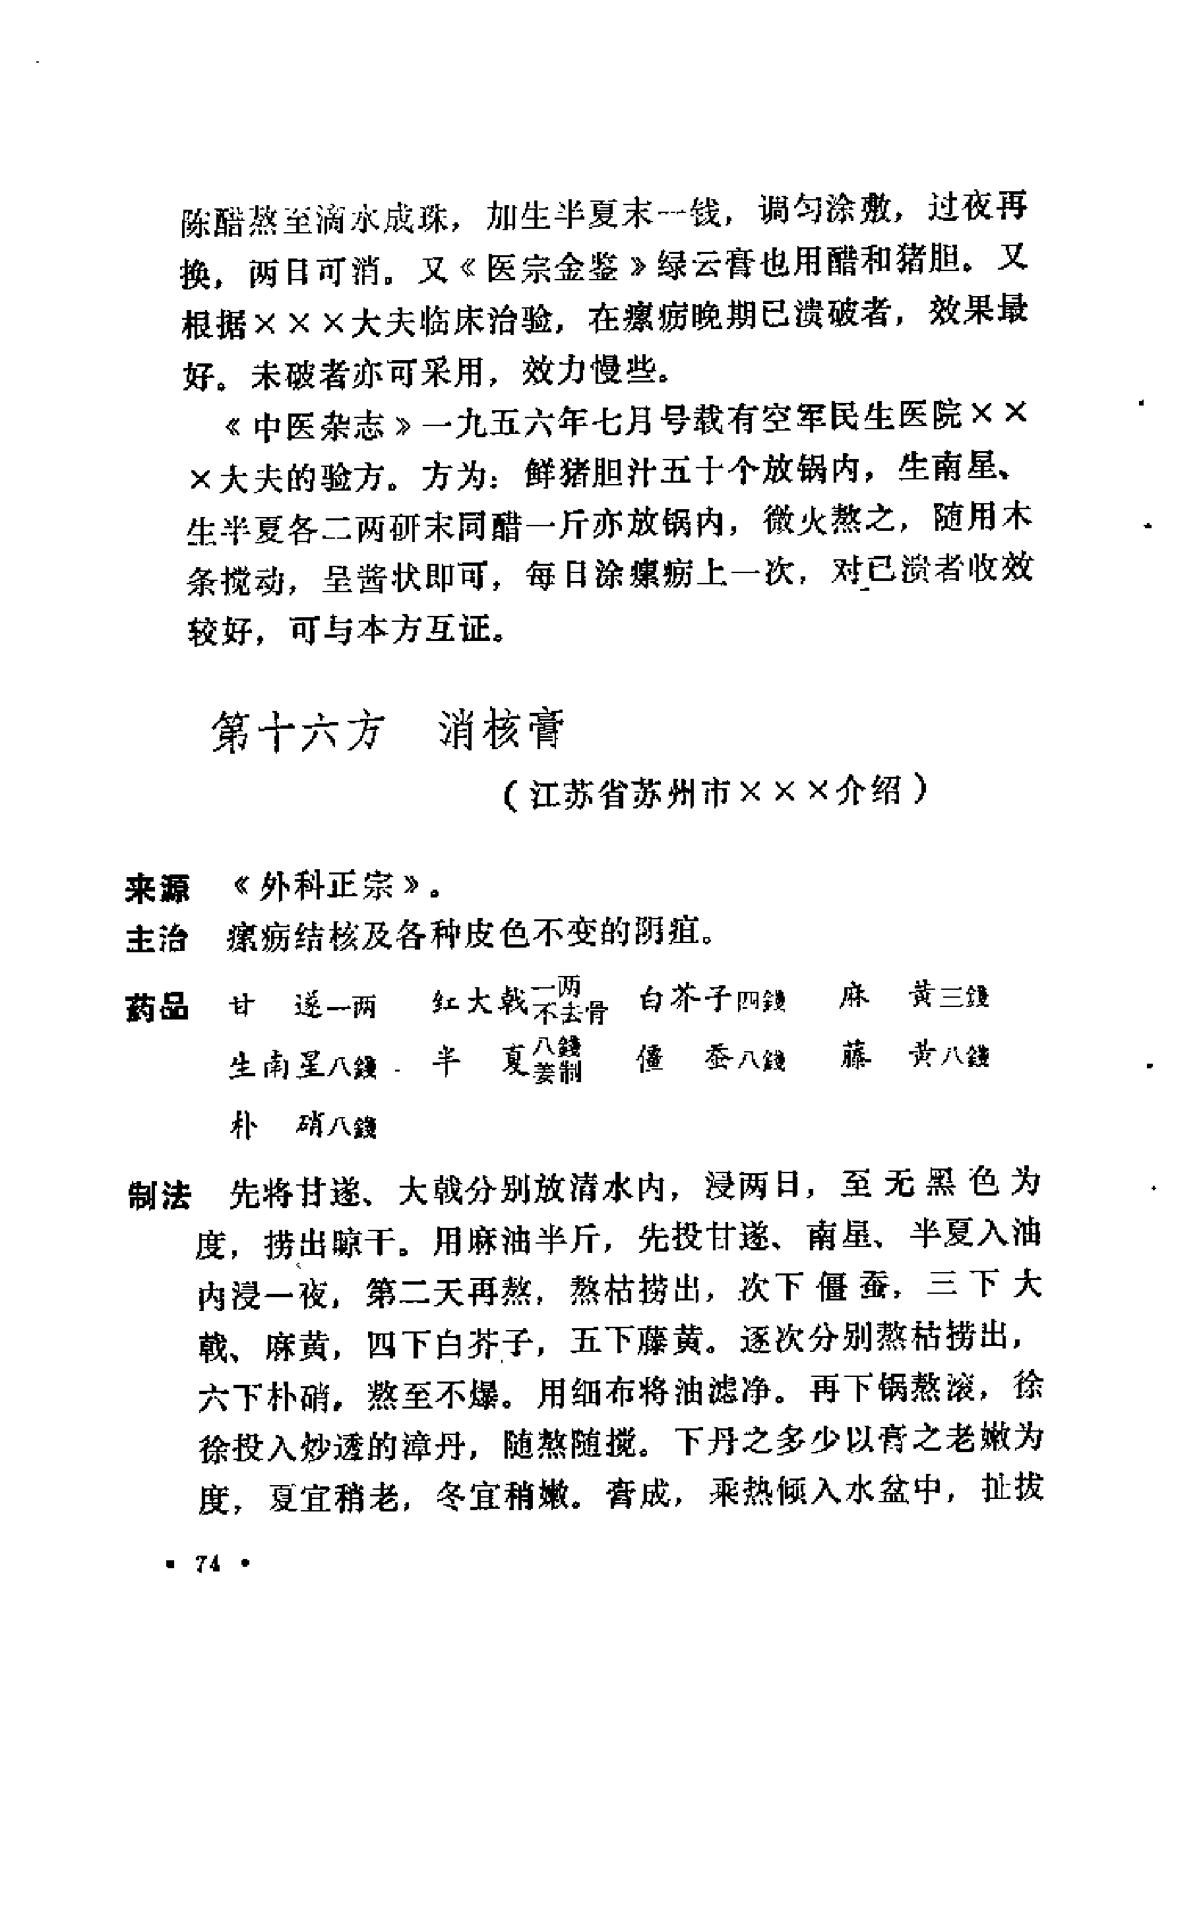 陈醋熬至滴水成珠，加生半夏末一钱，调匀涂敷，过夜再
换，两日可消。又《医宗金鉴》绿云膏也用醋和猪胆。又
根据×××大夫临床治验，在瘰疬晚期已溃破者，效果最
好。未破者亦可采用，效力慢些。
《中医杂志》一九五六年七月号载有空军民生医院××
×大夫的验方。方为：鲜猪胆汁五十个放锅内，生南星、
生半夏各二两研末同醋一斤亦放锅内，微火熬之，随用木
条搅动，呈酱状即可，每日涂瘰疬上一次，对已溃者收效
较好，可与本方互证。
第十六方　消核膏
（江苏省苏州市×××介绍）
来源　《外科正宗》。
主治　瘰疬结核及各种皮色不变的阴疽。
药品　甘　遂一两　红大戟一两不去骨　白芥子四錢　麻　黄三錢
生南星八錢　半　夏八錢姜制　僵　蚕八錢　藤　黄八錢
朴　硝八錢
制法　先将甘遂、大戟分别放清水内，浸两日，至无黑色为
度，捞出晾干。用麻油半斤，先投甘遂、南星、半夏入油
内浸一夜，第二天再熬，熬枯捞出，次下僵蚕，三下大
戟、麻黄，四下白芥子，五下藤黄。逐次分别熬枯捞出，
六下朴硝，熬至不爆。用细布将油滤净。再下锅熬滚，徐
徐投入炒透的漳丹，随熬随搅。下丹之多少以膏之老嫩为
度，夏宜稍老，冬宜稍嫩。膏成，乘热倾入水盆中，扯拔
· 74 ·